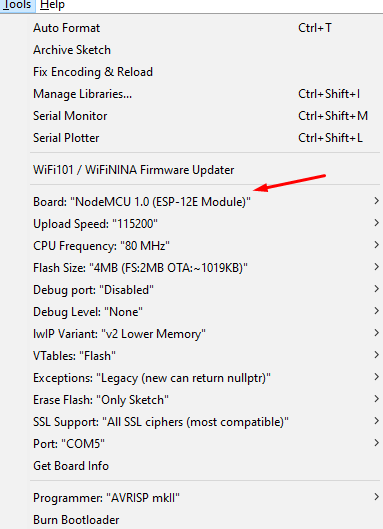 Tools Help
Auto Format Ctrl+T
Archive Sketch
Fix Encoding & Reload
Manage Libraries... Ctrl+Shift+I
Serial Monitor Ctrl+Shift+M
Serial Plotter Ctrl+Shift+L
WiFi101 / WiFiNINA Firmware Updater
Board: "NodeMCU 1.0 (ESP-12E Module)"
Upload Speed: "115200"
CPU Frequency: "80 MHz"
Flash Size: "4MB (FS:2MB OTA:~1019KB)"
Debug port: "Disabled"
Debug Level: "None"
lwIP Variant: "v2 Lower Memory"
VTables: "Flash"
Exceptions: "Legacy (new can return nullptr)"
Erase Flash: "Only Sketch"
SSL Support: "All SSL ciphers (most compatible)"
Port: "COM5"
Get Board Info
Programmer: "AVRISP mkII"
Burn Bootloader